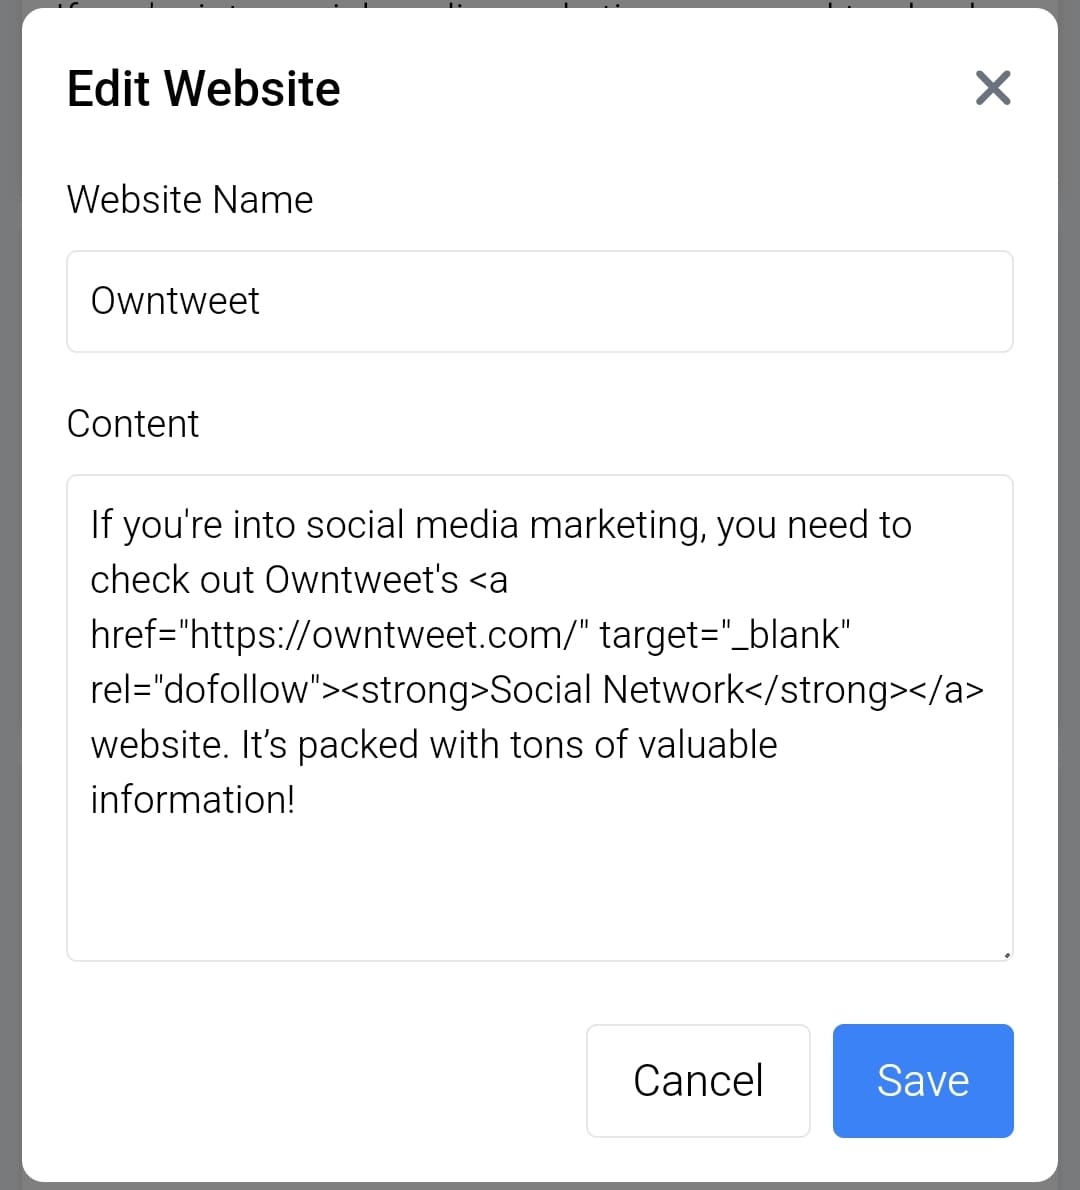 Edit Website
Website Name
Owntweet
Content
If you're into social media marketing, you need to
check out Owntweet's <a
href="https://owntweet.com/" target="_blank"
rel="dofollow"><strong>Social Network</strong></a>
website. It’s packed with tons of valuable
information!
Cancel
Save